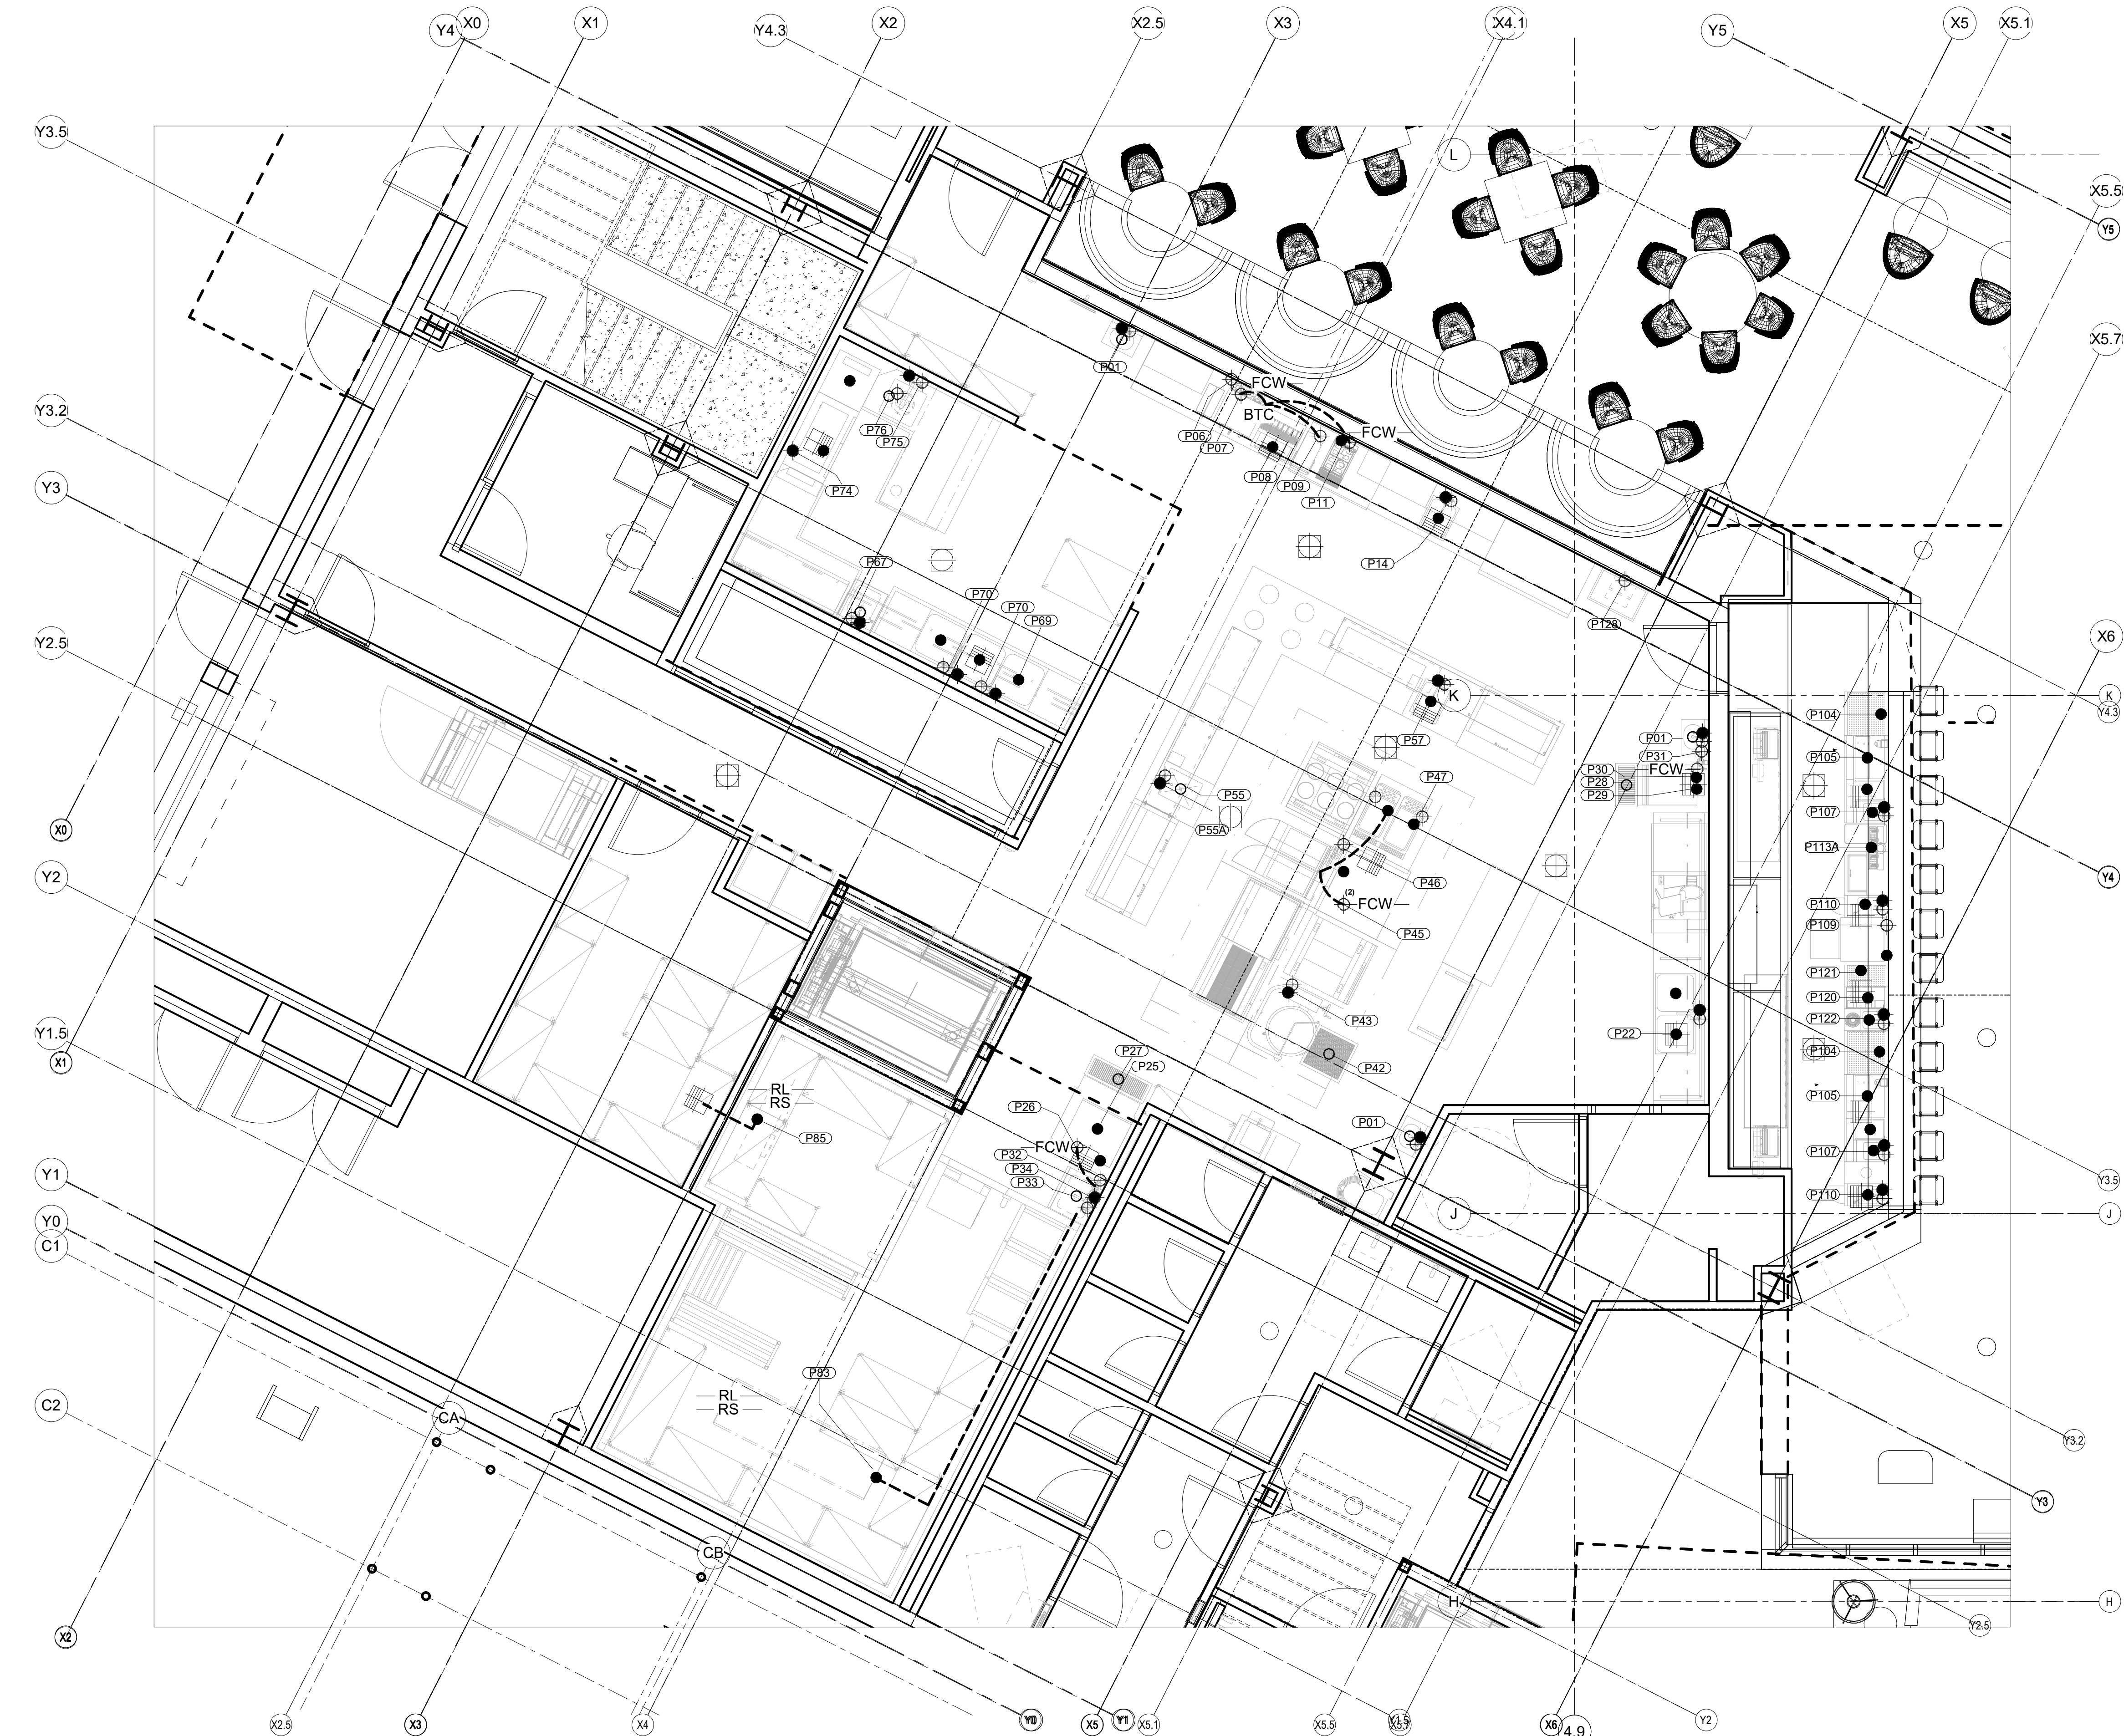 Y4
X0
X1
Y4.3
X2
X2.5
X3
X4.1
Y5
X5
X5.1
Y3.5
L
X5.5
Y5
X5.7
P01
FCW
Y3.2
BTC
P76
P75
P06
P07
FCW
P08
P09
P11
Y3
P74
P14
P67
P70
P70
P69
P128
X6
Y2.5
K
K
Y4.3
P104
P57
P01
P31
P105
FCW
P30
P28
P29
P47
P55
P107
X0
P55A
P113A
P46
Y2
(2)
FCW
Y4
P110
P109
P45
P121
P120
P43
P122
Y1.5
P22
X1
P27
P25
P42
P104
RL
RS
P105
P26
P01
P85
FCW
P32
P107
Y1
P34
P33
Y3.5
P110
Y0
J
J
C1
P83
RL
RS
C2
CA
Y3.2
Y3
CB
H
H
Y2.5
X2
X2.5
X3
X4
Y0
X5
Y1
X5.1
X5.5
X6
4.9
Y2